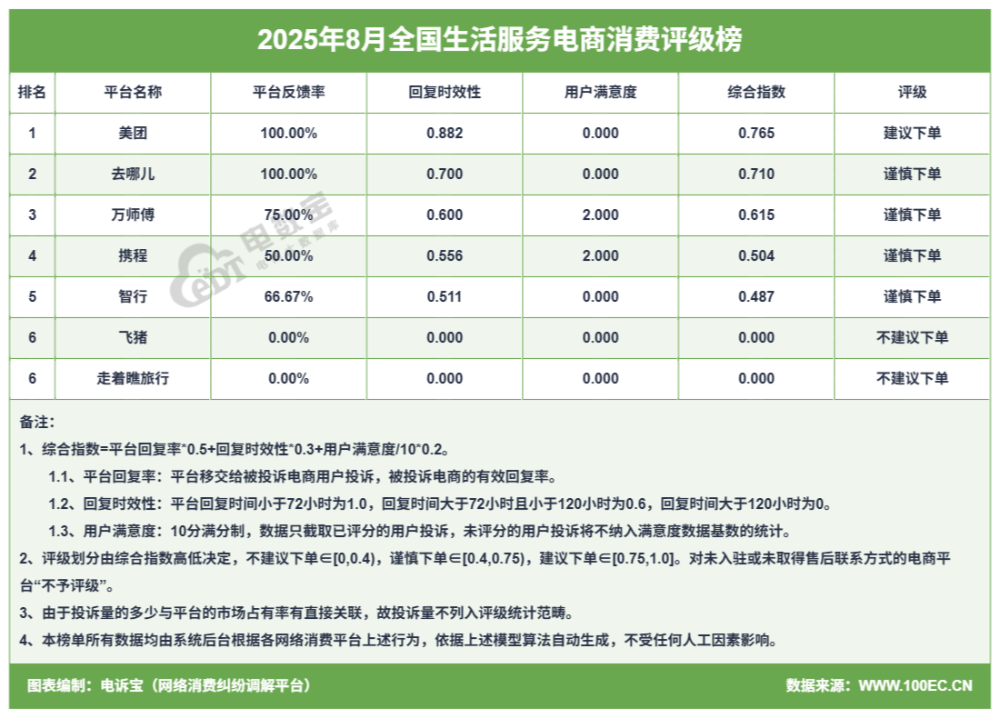 2025年8月全国生活服务电商消费评级榜
排名 平台名称 平台反馈率 回复时效性 用户满意度 综合指数 评级
1 美团 100.00% 0.882 0.000 0.765 建议下单
2 去哪儿 100.00% 0.700 0.000 0.710 谨慎下单
3 万师傅 75.00% 0.600 2.000 0.615 谨慎下单
4 携程 50.00% 0.556 2.000 0.504 谨慎下单
5 智行 66.67% 0.511 0.000 0.487 谨慎下单
6 飞猪 0.00% 0.000 0.000 0.000 不建议下单
6 走着瞧旅行 0.00% 0.000 0.000 0.000 不建议下单
电数宝
电商大数据库
eDT
备注：
1、综合指数=平台回复率*0.5+回复时效性*0.3+用户满意度/10*0.2。
1.1、平台回复率：平台移交给被投诉电商用户投诉，被投诉电商的有效回复率。
1.2、回复时效性：平台回复时间小于72小时为1.0，回复时间大于72小时且小于120小时为0.6，回复时间大于120小时为0。
1.3、用户满意度：10分满分制，数据只截取已评分的用户投诉，未评分的用户投诉将不纳入满意度数据基数的统计。
2、评级划分由综合指数高低决定，不建议下单∈[0,0.4)，谨慎下单∈[0.4,0.75)，建议下单∈[0.75,1.0]。对未入驻或未取得售后联系方式的电商平
台“不予评级”。
3、由于投诉量的多少与平台的市场占有率有直接关联，故投诉量不列入评级统计范畴。
4、本榜单所有数据均由系统后台根据各网络消费平台上述行为，依据上述模型算法自动生成，不受任何人工因素影响。
图表编制：电诉宝（网络消费纠纷调解平台） 数据来源：WWW.100EC.CN